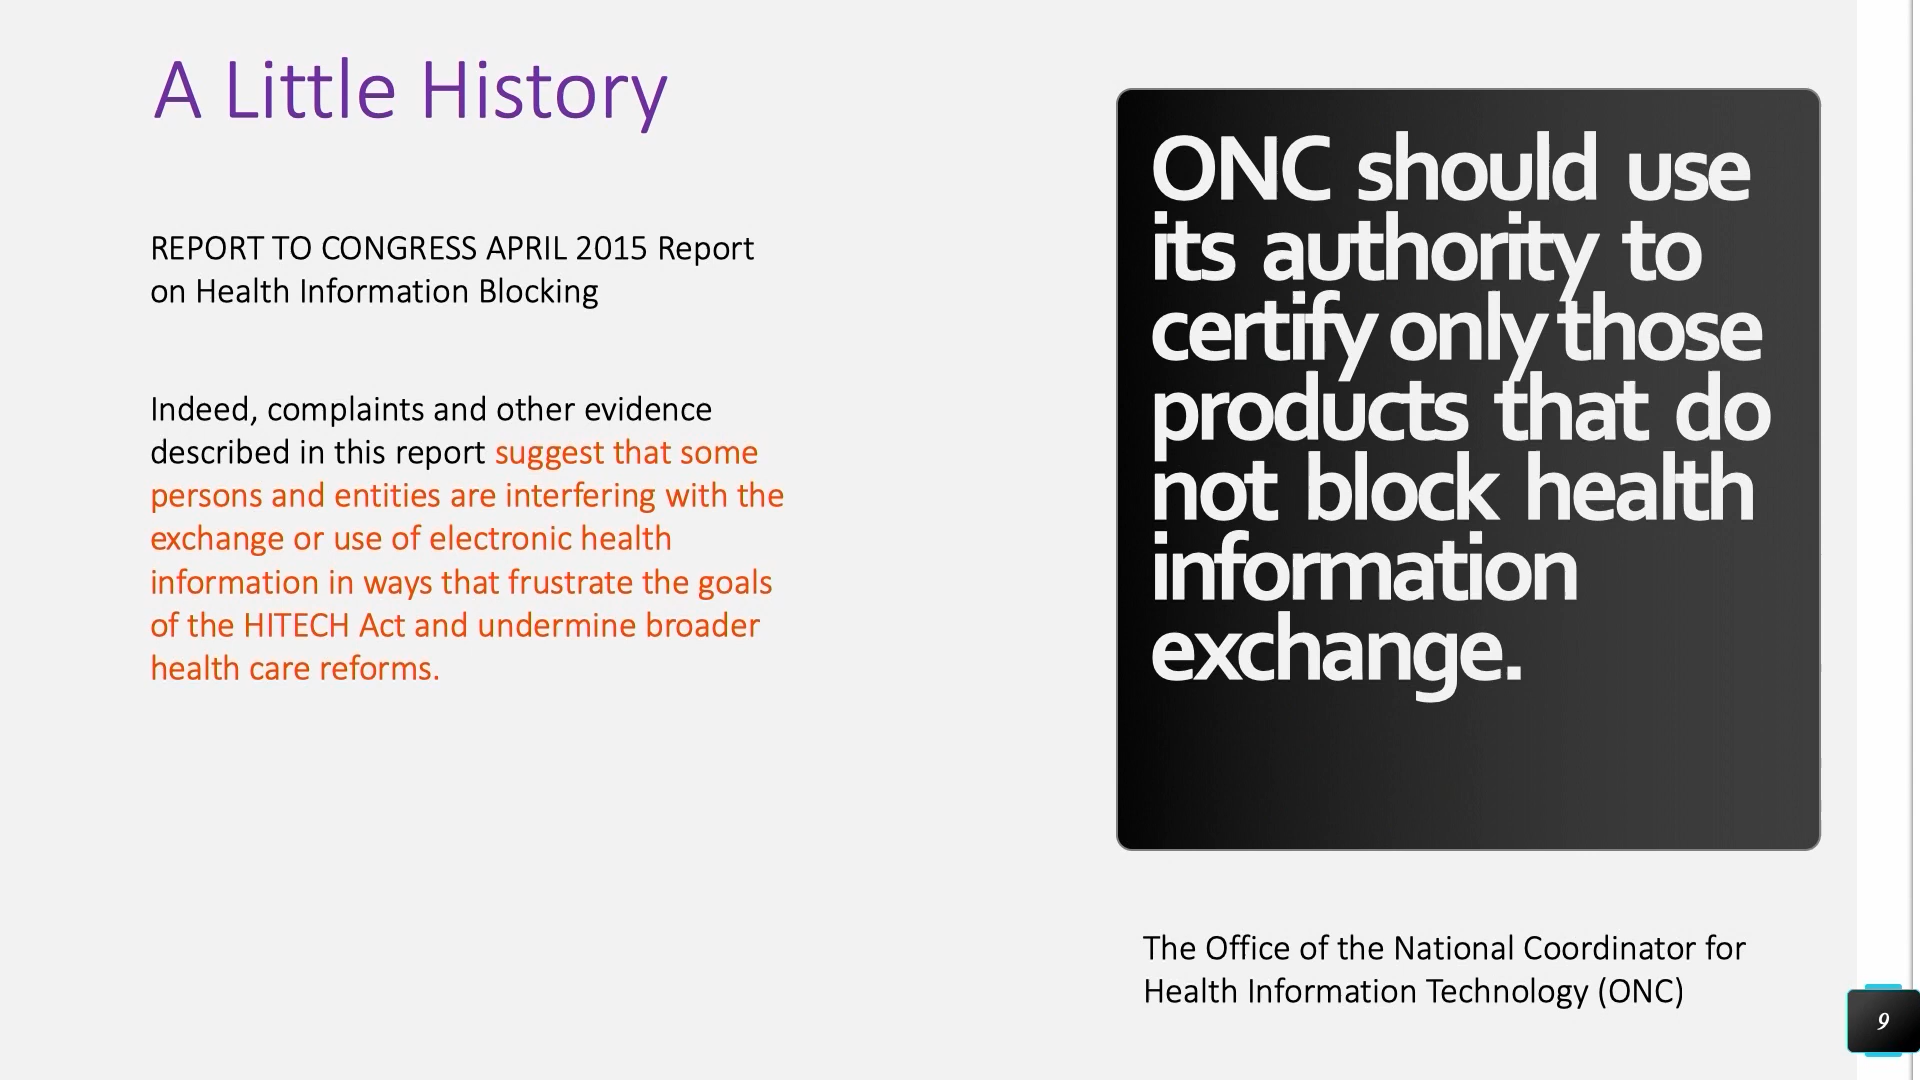 A Little History
REPORT TO CONGRESS APRIL 2015 Report
on Health Information Blocking
Indeed, complaints and other evidence
described in this report suggest that some
persons and entities are interfering with the
exchange or use of electronic health
information in ways that frustrate the goals
of the HITECH Act and undermine broader
health care reforms.
ONC should use
its authority to
certify only those
products that do
not block health
information
exchange.
The Office of the National Coordinator for
Health Information Technology (ONC)
9